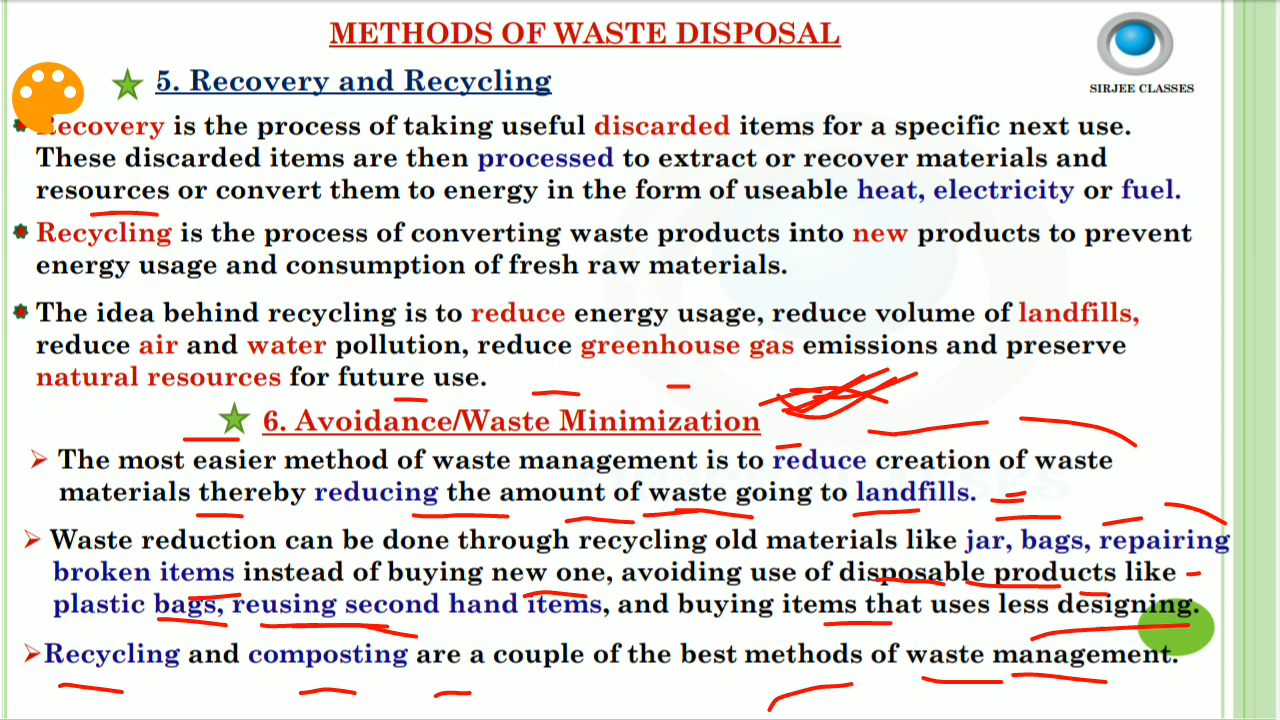 METHODS OF WASTE DISPOSAL
SIRJEE CLASSES
5. Recovery and Recycling
Recovery is the process of taking useful discarded items for a specific next use.
These discarded items are then processed to extract or recover materials and
resources or convert them to energy in the form of useable heat, electricity or fuel.
Recycling is the process of converting waste products into new products to prevent
energy usage and consumption of fresh raw materials.
The idea behind recycling is to reduce energy usage, reduce volume of landfills,
reduce air and water pollution, reduce greenhouse gas emissions and preserve
natural resources for future use.
6. Avoidance/Waste Minimization
The most easier method of waste management is to reduce creation of waste
materials thereby reducing the amount of waste going to landfills.
Waste reduction can be done through recycling old materials like jar, bags, repairing
broken items instead of buying new one, avoiding use of disposable products like
plastic bags, reusing second hand items, and buying items that uses less designing.
Recycling and composting are a couple of the best methods of waste management.